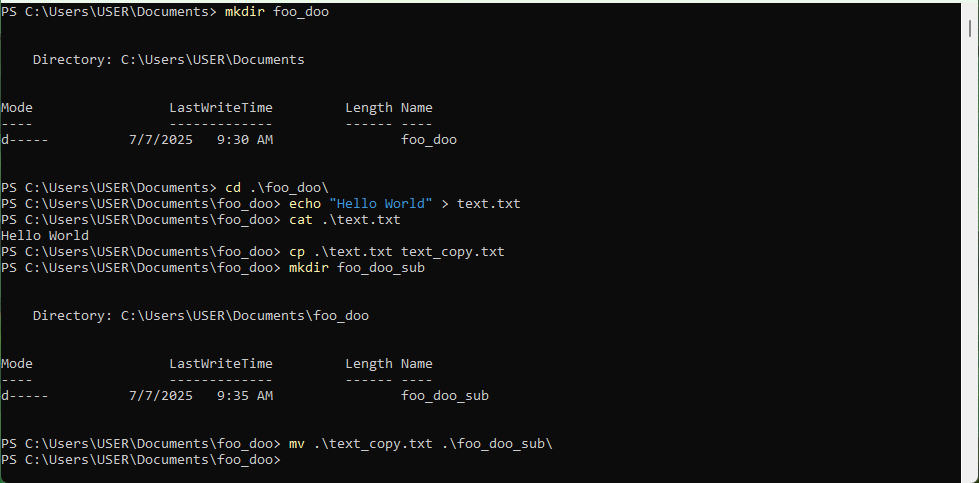 PS C:\Users\USER\Documents> mkdir foo_doo
Directory: C:\Users\USER\Documents
Mode                 LastWriteTime         Length Name
----                 -------------         ------ ----
d-----          7/7/2025   9:30 AM                foo_doo
PS C:\Users\USER\Documents> cd .\foo_doo\
PS C:\Users\USER\Documents\foo_doo> echo "Hello World" > text.txt
PS C:\Users\USER\Documents\foo_doo> cat .\text.txt
Hello World
PS C:\Users\USER\Documents\foo_doo> cp .\text.txt text_copy.txt
PS C:\Users\USER\Documents\foo_doo> mkdir foo_doo_sub
Directory: C:\Users\USER\Documents\foo_doo
Mode                 LastWriteTime         Length Name
----                 -------------         ------ ----
d-----          7/7/2025   9:35 AM                foo_doo_sub
PS C:\Users\USER\Documents\foo_doo> mv .\text_copy.txt .\foo_doo_sub\
PS C:\Users\USER\Documents\foo_doo>